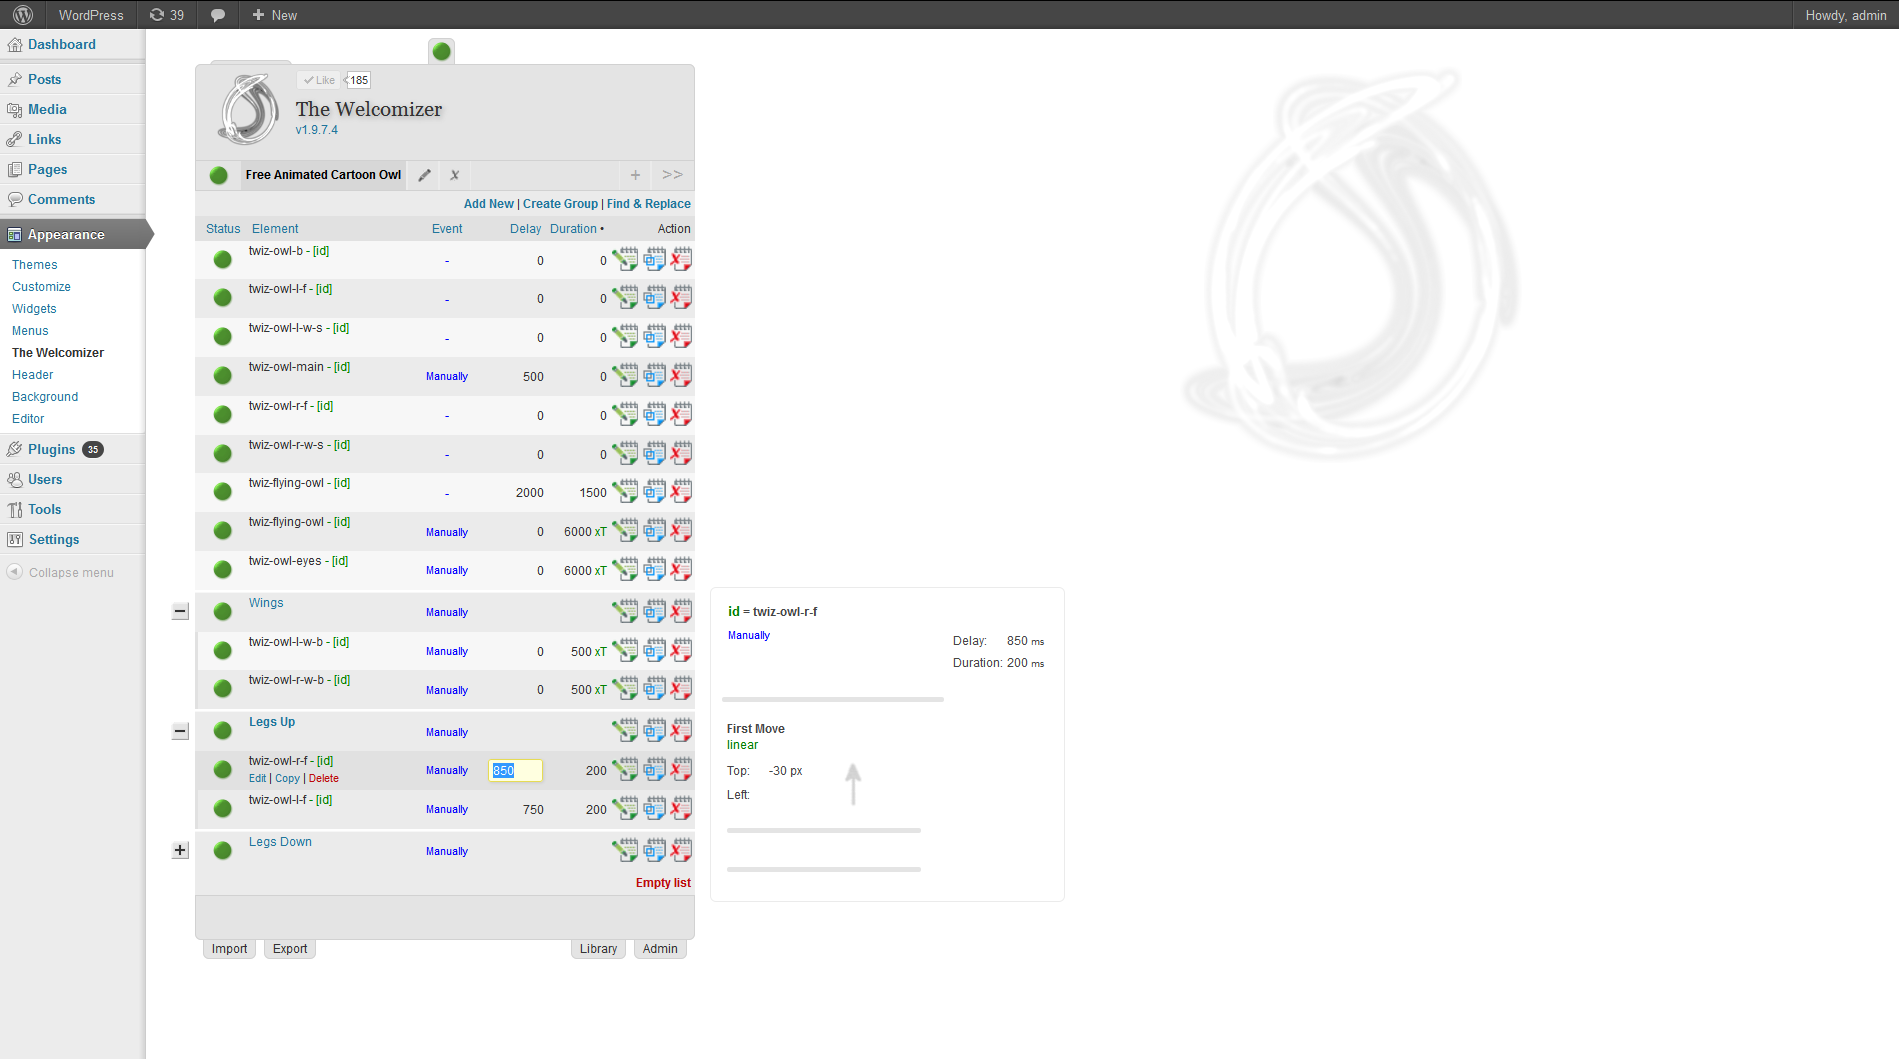 WordPress 39 New Howdy, admin
Dashboard
Posts
Media
Links
Pages
Comments
Appearance
Themes
Customize
Widgets
Menus
The Welcomizer
Header
Background
Editor
Plugins 35
Users
Tools
Settings
Collapse menu
Like 185
The Welcomizer
v1.9.7.4
Free Animated Cartoon Owl x + >>
Add New | Create Group | Find & Replace
Status Element Event Delay Duration • Action
twiz-owl-b - [id] - 0 0
twiz-owl-l-f - [id] - 0 0
twiz-owl-l-w-s - [id] - 0 0
twiz-owl-main - [id] Manually 500 0
twiz-owl-r-f - [id] - 0 0
twiz-owl-r-w-s - [id] - 0 0
twiz-flying-owl - [id] - 2000 1500
twiz-flying-owl - [id] Manually 0 6000 xT
twiz-owl-eyes - [id] Manually 0 6000 xT
Wings Manually
twiz-owl-l-w-b - [id] Manually 0 500 xT
twiz-owl-r-w-b - [id] Manually 0 500 xT
Legs Up Manually
twiz-owl-r-f - [id] Manually 850 200
Edit | Copy | Delete
twiz-owl-l-f - [id] Manually 750 200
Legs Down Manually
Empty list
Import Export Library Admin
id = twiz-owl-r-f
Manually
Delay: 850 ms
Duration: 200 ms
First Move
linear
Top: -30 px
Left: